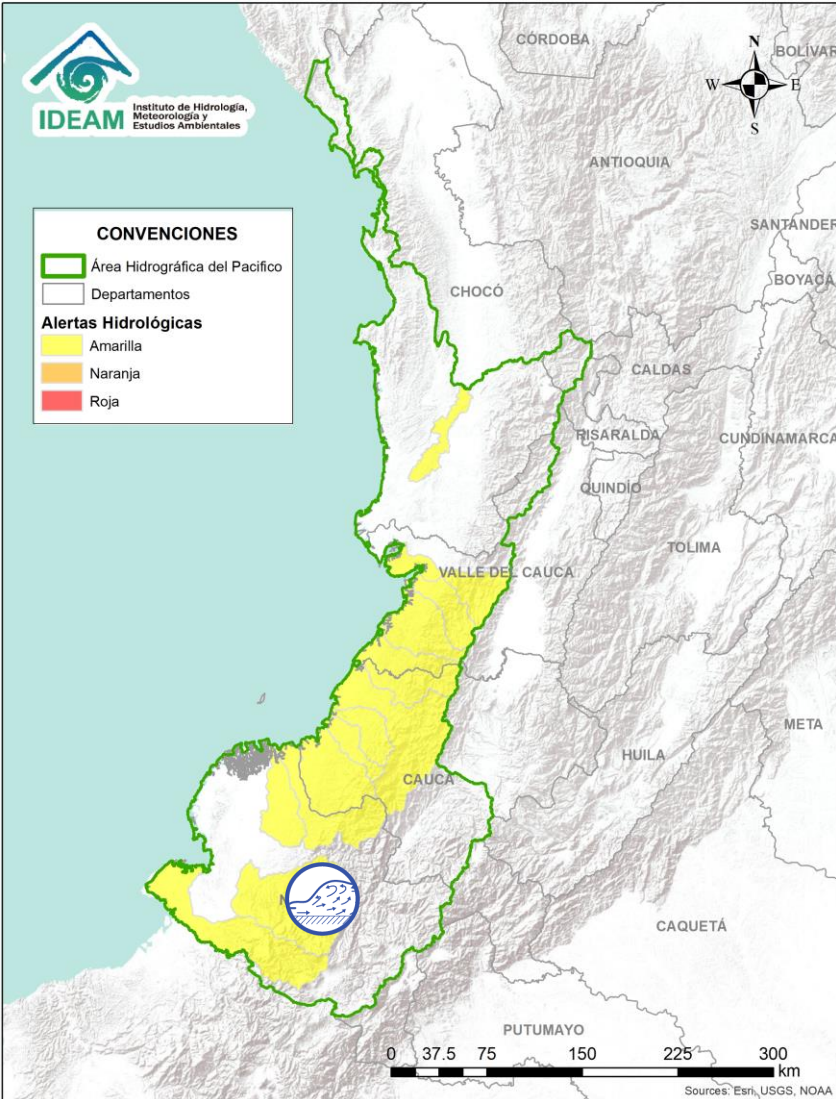 IDEAM
Instituto de Hidrología,
Meteorología y
Estudios Ambientales
N
W
E
S
CÓRDOBA
BOLÍVAR
ANTIOQUIA
SANTANDER
BOYACÁ
CHOCÓ
CALDAS
RISARALDA
CUNDINAMARCA
QUINDÍO
TOLIMA
VALLE DEL CAUCA
META
HUILA
CAUCA
N
CAQUETÁ
PUTUMAYO
CONVENCIONES
Área Hidrográfica del Pacifico
Departamentos
Alertas Hidrológicas
Amarilla
Naranja
Roja
0 37.5 75 150 225 300
km
Sources: Esri, USGS, NOAA